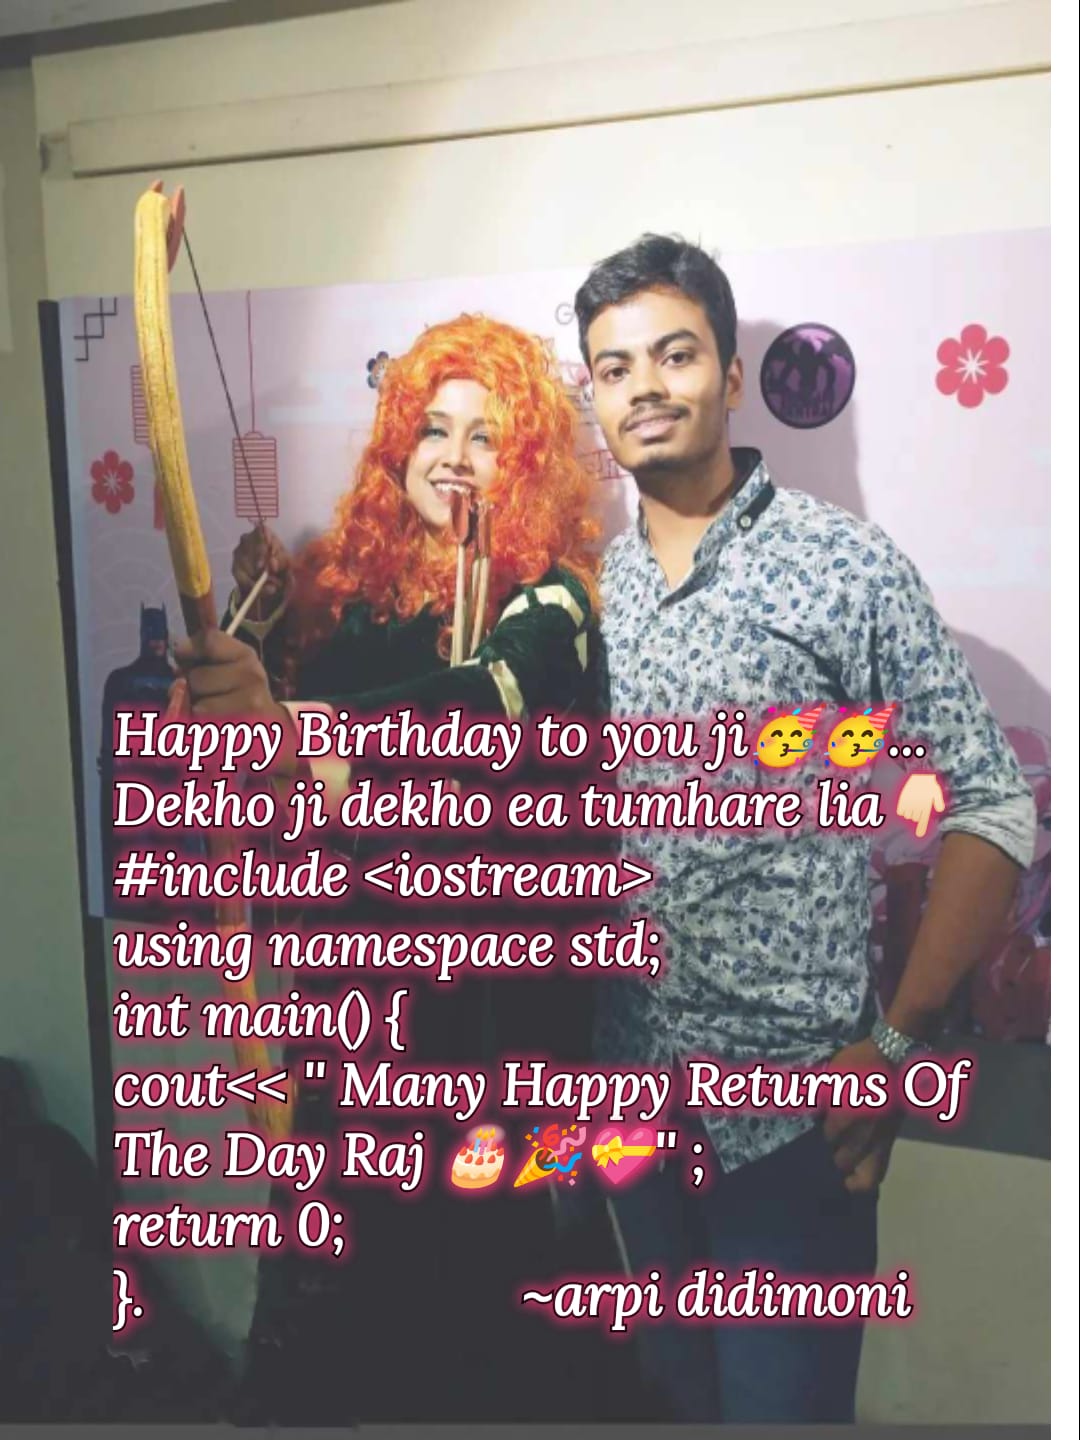 Happy Birthday to you ji🥳🥳...
Dekho ji dekho ea tumhare lia👇🏻
#include <iostream>
using namespace std;
int main() {
cout<< " Many Happy Returns Of
The Day Raj 🎂🎉💝" ;
return 0;
}. ~arpi didimoni